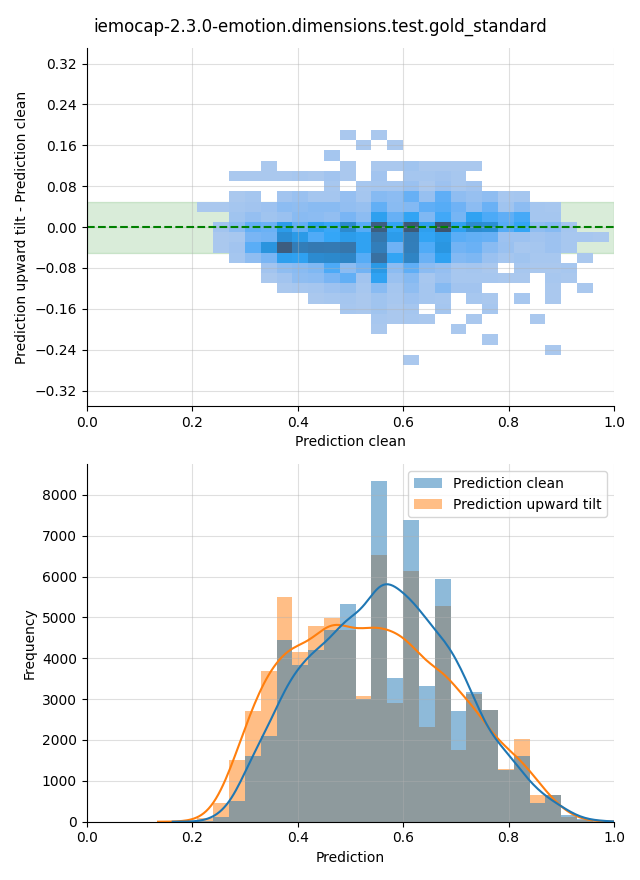 iemocap-2.3.0-emotion.dimensions.test.gold_standard
Prediction upward tilt - Prediction clean
0.32
0.24
0.16
0.08
0.00
−0.08
−0.16
−0.24
−0.32
0.0 0.2 0.4 0.6 0.8 1.0
Prediction clean
Prediction clean
Prediction upward tilt
Frequency
8000
7000
6000
5000
4000
3000
2000
1000
0
0.0 0.2 0.4 0.6 0.8 1.0
Prediction